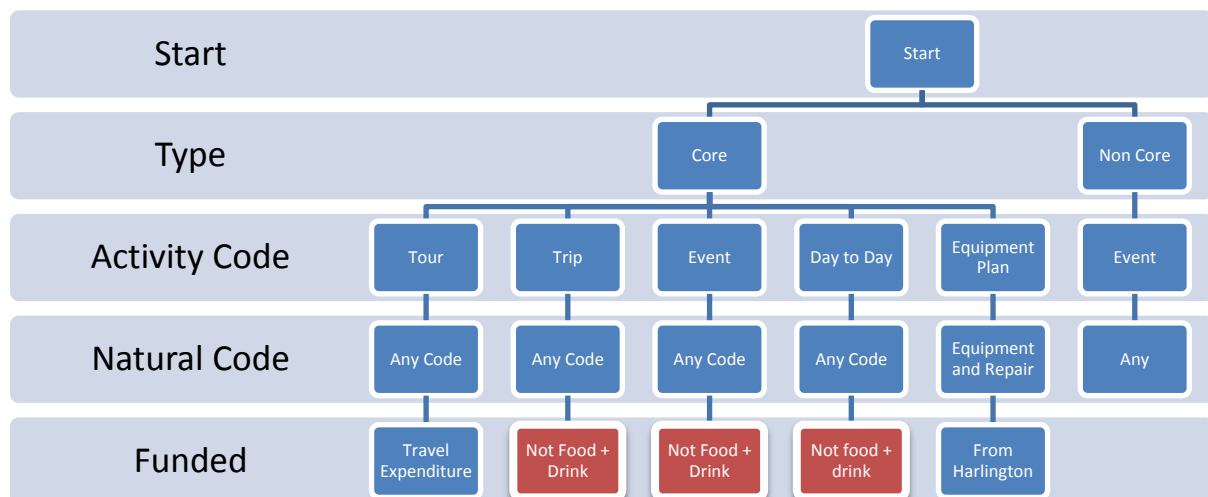 Start
Start
Type
Core
Non Core
Activity Code
Tour
Trip
Event
Day to Day
Equipment
Plan
Event
Natural Code
Any Code
Any Code
Any Code
Any Code
Equipment
and Repair
Any
Funded
Travel
Expenditure
Not Food +
Drink
Not Food +
Drink
Not food +
drink
From
Harlington